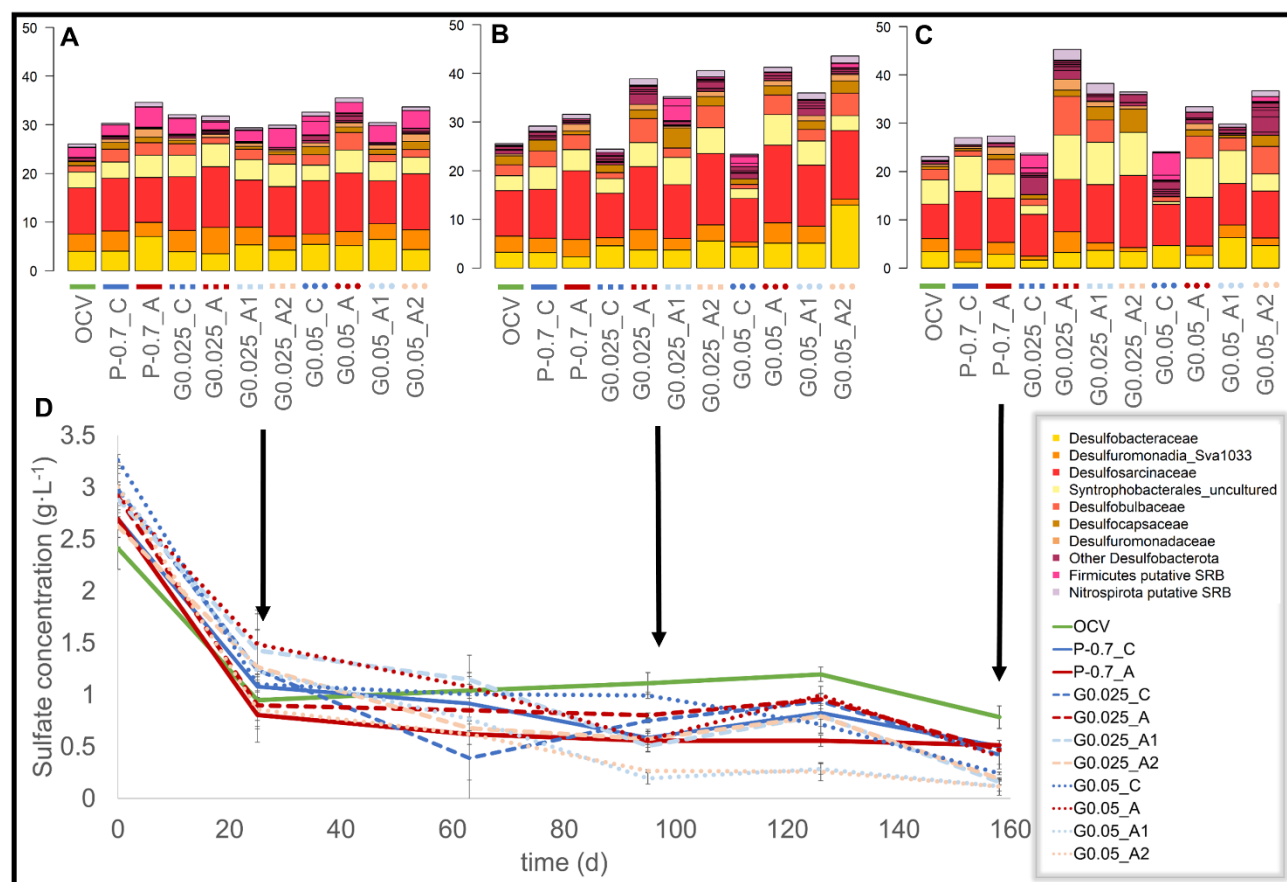 A
50
40
30
20
10
0
OCV
P-0.7_C
P-0.7_A
G0.025_C
G0.025_A
G0.025_A1
G0.025_A2
G0.05_C
G0.05_A
G0.05_A1
G0.05_A2
B
50
40
30
20
10
0
OCV
P-0.7_C
P-0.7_A
G0.025_C
G0.025_A
G0.025_A1
G0.025_A2
G0.05_C
G0.05_A
G0.05_A1
G0.05_A2
C
50
40
30
20
10
0
OCV
P-0.7_C
P-0.7_A
G0.025_C
G0.025_A
G0.025_A1
G0.025_A2
G0.05_C
G0.05_A
G0.05_A1
G0.05_A2
D
Sulfate concentration (g·L⁻¹)
3.5
3
2.5
2
1.5
1
0.5
0
0
20
40
60
80
100
120
140
160
time (d)
Desulfobacteraceae
Desulfuromonadia_Sva1033
Desulfosarcinaceae
Syntrophobacterales_uncultured
Desulfobulbaceae
Desulfocapsaceae
Desulfuromonadaceae
Other Desulfobacterota
Firmicutes putative SRB
Nitrospirota putative SRB
OCV
P-0.7_C
P-0.7_A
G0.025_C
G0.025_A
G0.025_A1
G0.025_A2
G0.05_C
G0.05_A
G0.05_A1
G0.05_A2